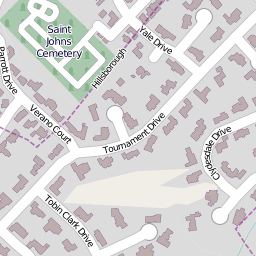 Saint
Johns
Cemetery
Hillsborough
Yale Drive
Parrott Drive
Verano Court
Tournament Drive
Clydesdale Drive
Tobin Clark Drive